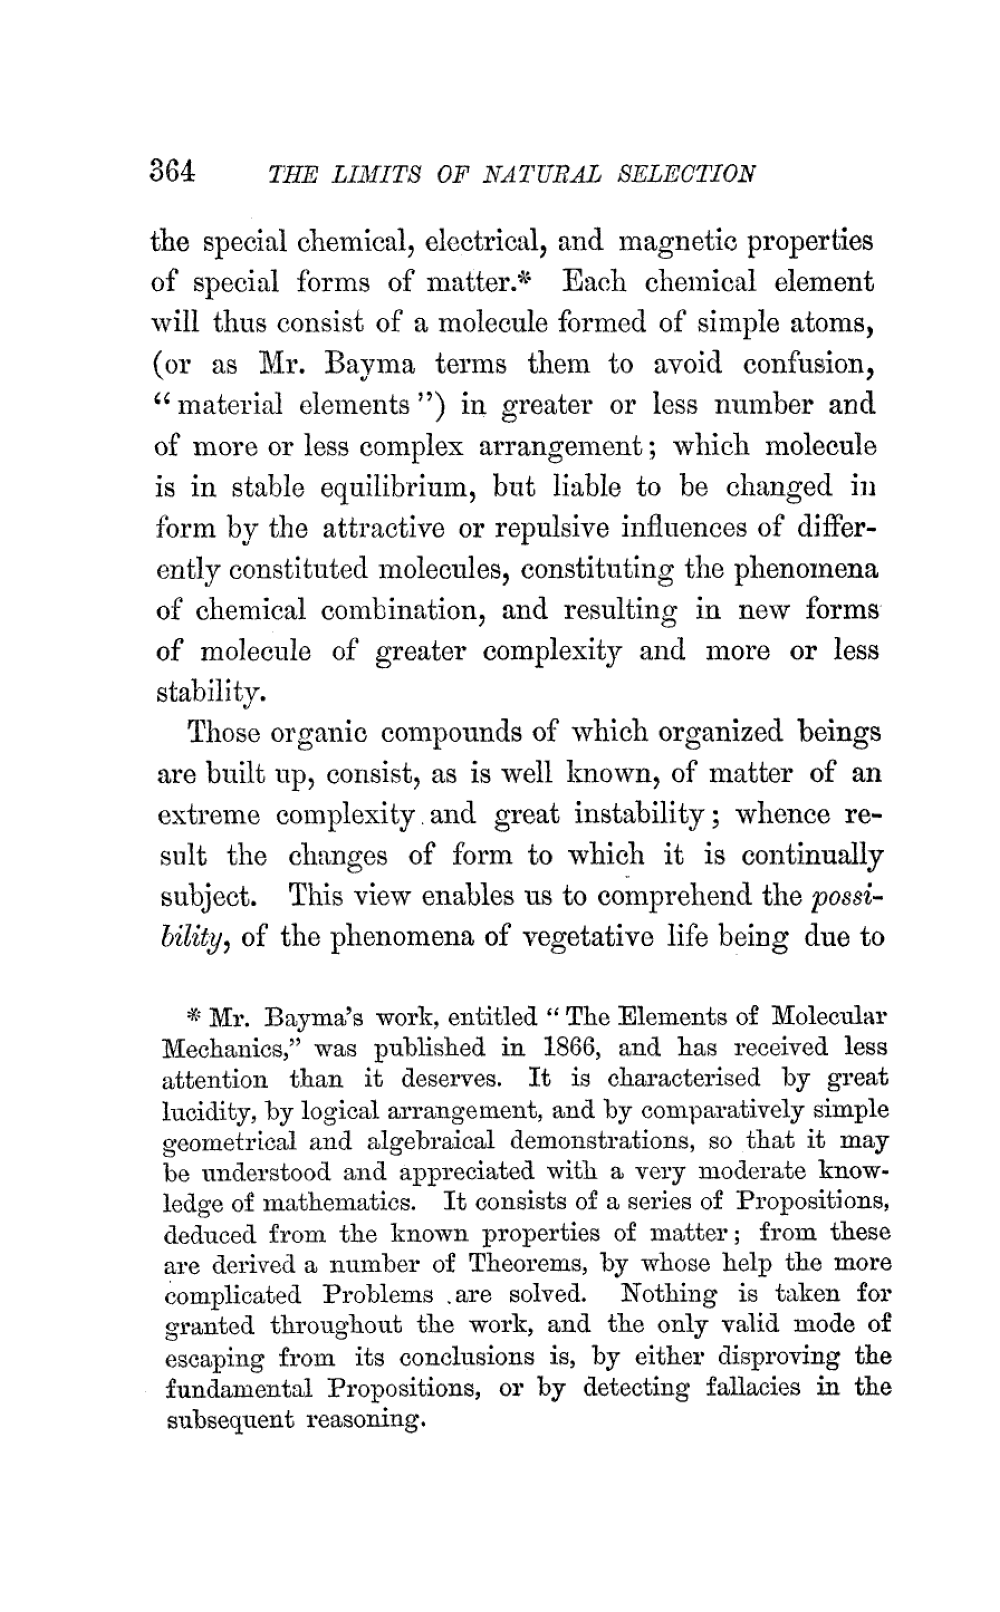 364 THE LIMITS OF NATURAL SELECTION
the special chemical, electrical, and magnetic properties
of special forms of matter.* Each chemical element
will thus consist of a molecule formed of simple atoms,
(or as Mr. Bayma terms them to avoid confusion,
“material elements”) in greater or less number and
of more or less complex arrangement; which molecule
is in stable equilibrium, but liable to be changed in
form by the attractive or repulsive influences of differ-
ently constituted molecules, constituting the phenomena
of chemical combination, and resulting in new forms
of molecule of greater complexity and more or less
stability.
Those organic compounds of which organized beings
are built up, consist, as is well known, of matter of an
extreme complexity and great instability; whence re-
sult the changes of form to which it is continually
subject. This view enables us to comprehend the possi-
bility, of the phenomena of vegetative life being due to
* Mr. Bayma’s work, entitled “The Elements of Molecular
Mechanics,” was published in 1866, and has received less
attention than it deserves. It is characterised by great
lucidity, by logical arrangement, and by comparatively simple
geometrical and algebraical demonstrations, so that it may
be understood and appreciated with a very moderate know-
ledge of mathematics. It consists of a series of Propositions,
deduced from the known properties of matter; from these
are derived a number of Theorems, by whose help the more
complicated Problems are solved. Nothing is taken for
granted throughout the work, and the only valid mode of
escaping from its conclusions is, by either disproving the
fundamental Propositions, or by detecting fallacies in the
subsequent reasoning.